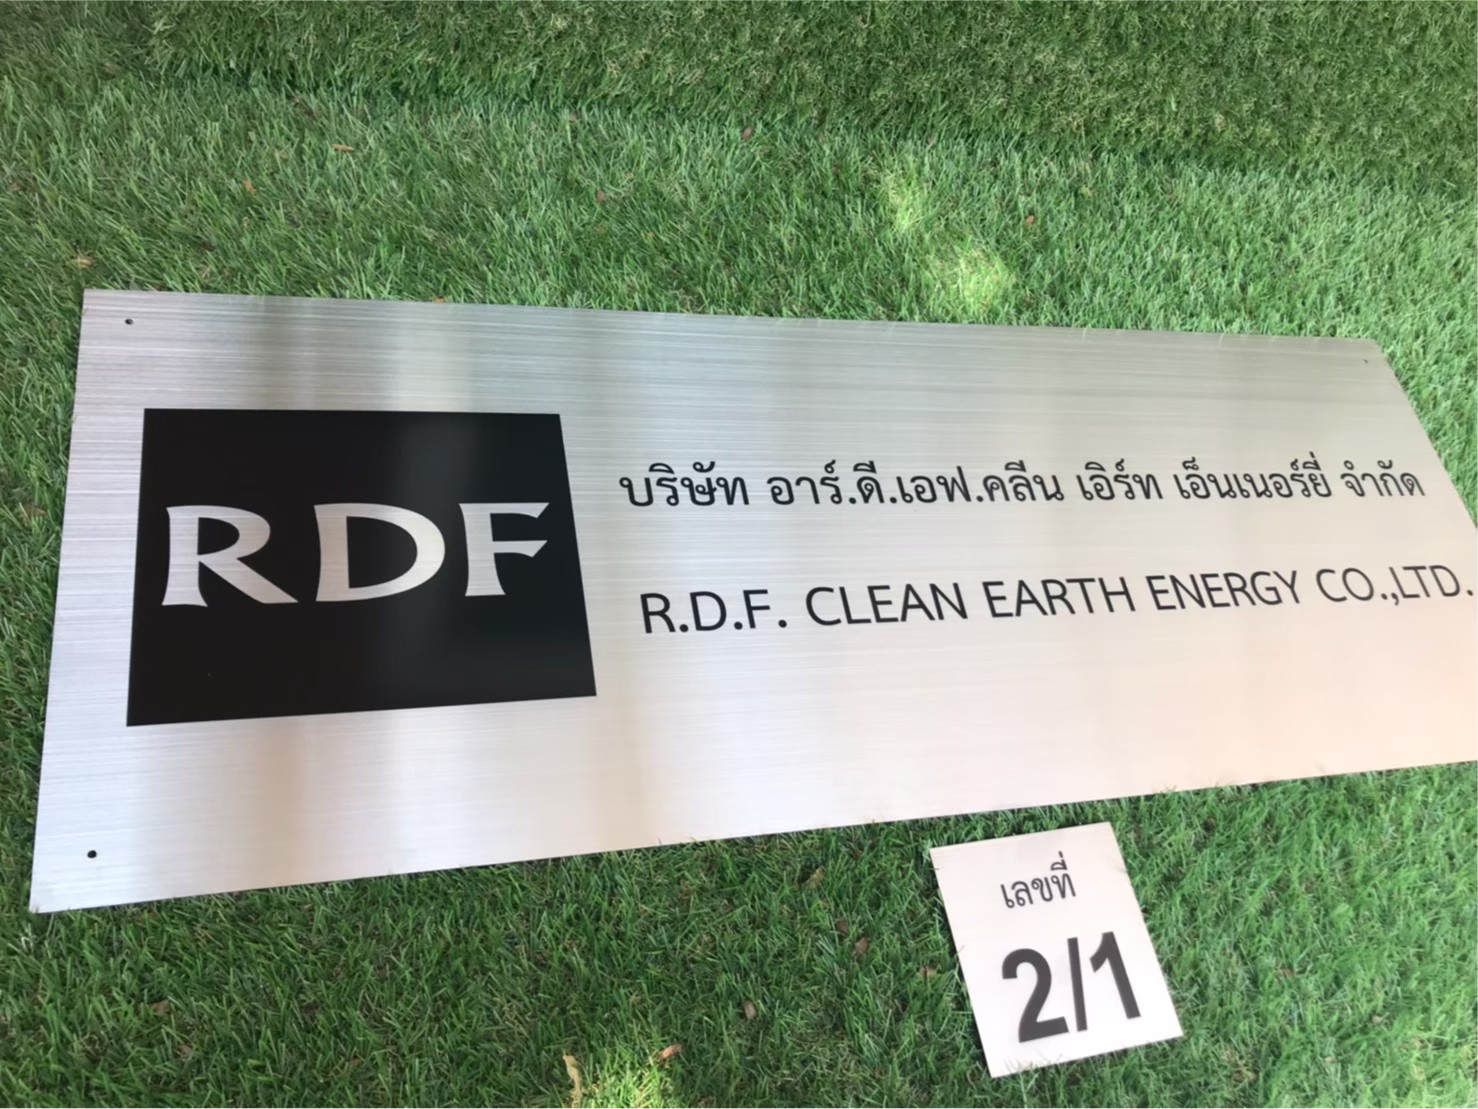 RDF
บริษัท อาร์.ดี.เอฟ.คลีน เอิร์ท เอ็นเนอร์ยี่ จำกัด
R.D.F. CLEAN EARTH ENERGY CO.,LTD.
เลขที่
2/1